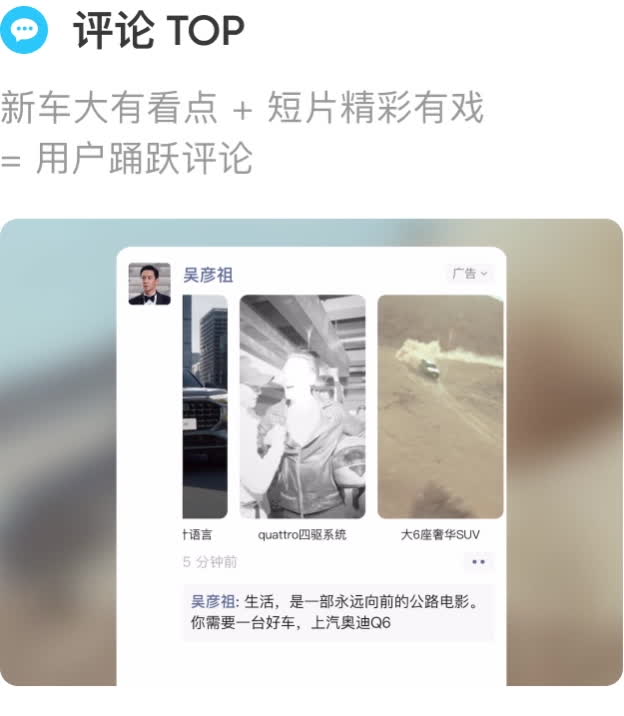 评论 TOP
新车大有看点 + 短片精彩有戏
= 用户踊跃评论
吴彦祖
广告
计语言
quattro四驱系统
大6座奢华SUV
5 分钟前
吴彦祖: 生活，是一部永远向前的公路电影。
你需要一台好车，上汽奥迪Q6